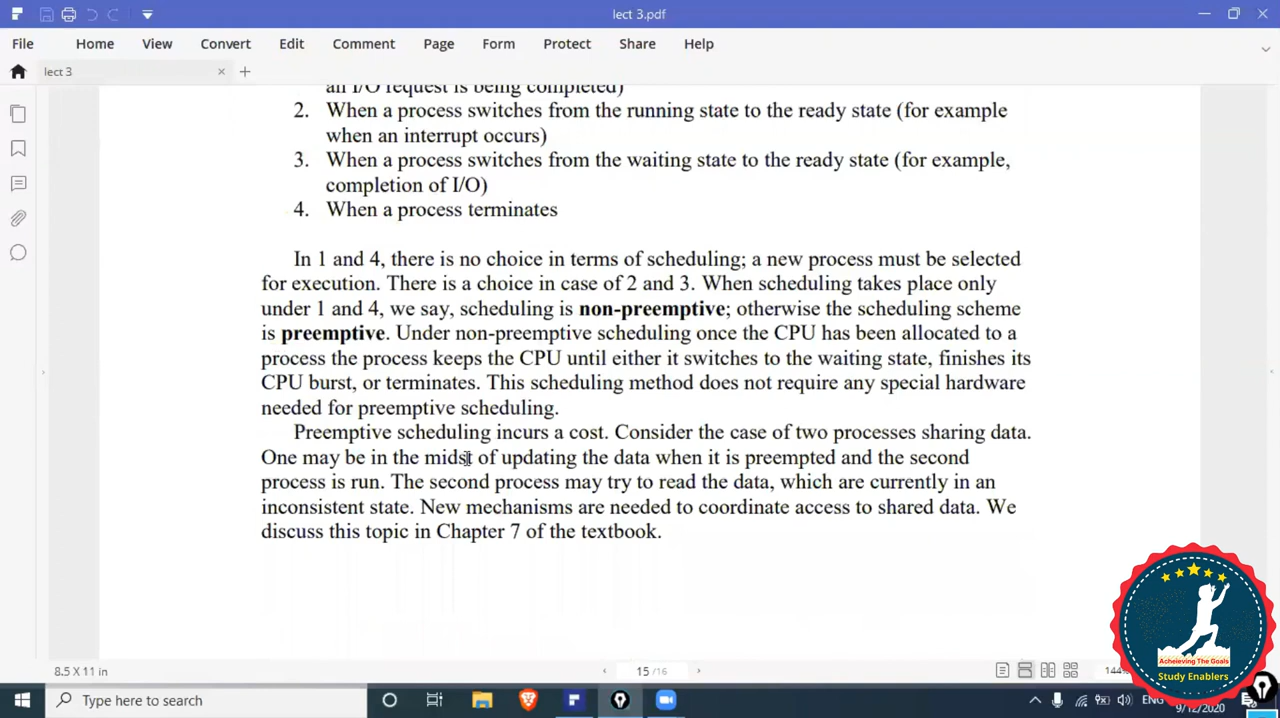 lect 3.pdf
File Home View Convert Edit Comment Page Form Protect Share Help
lect 3
an I/O request is being completed)
2. When a process switches from the running state to the ready state (for example
when an interrupt occurs)
3. When a process switches from the waiting state to the ready state (for example,
completion of I/O)
4. When a process terminates
In 1 and 4, there is no choice in terms of scheduling; a new process must be selected
for execution. There is a choice in case of 2 and 3. When scheduling takes place only
under 1 and 4, we say, scheduling is non-preemptive; otherwise the scheduling scheme
is preemptive. Under non-preemptive scheduling once the CPU has been allocated to a
process the process keeps the CPU until either it switches to the waiting state, finishes its
CPU burst, or terminates. This scheduling method does not require any special hardware
needed for preemptive scheduling.
Preemptive scheduling incurs a cost. Consider the case of two processes sharing data.
One may be in the midst of updating the data when it is preempted and the second
process is run. The second process may try to read the data, which are currently in an
inconsistent state. New mechanisms are needed to coordinate access to shared data. We
discuss this topic in Chapter 7 of the textbook.
Acheieving The Goals
Study Enablers
8.5 X 11 in
15 /16
144%
Type here to search
ENG
9/12/2020